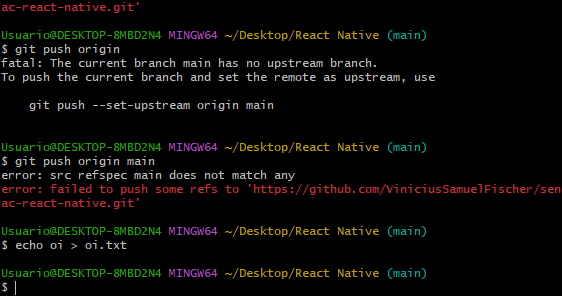 ac-react-native.git'
Usuario@DESKTOP-8MBD2N4 MINGW64 ~/Desktop/React Native (main)
$ git push origin
fatal: The current branch main has no upstream branch.
To push the current branch and set the remote as upstream, use
    git push --set-upstream origin main
Usuario@DESKTOP-8MBD2N4 MINGW64 ~/Desktop/React Native (main)
$ git push origin main
error: src refspec main does not match any
error: failed to push some refs to 'https://github.com/ViniciusSamuelFischer/sen
ac-react-native.git'
Usuario@DESKTOP-8MBD2N4 MINGW64 ~/Desktop/React Native (main)
$ echo oi > oi.txt
Usuario@DESKTOP-8MBD2N4 MINGW64 ~/Desktop/React Native (main)
$